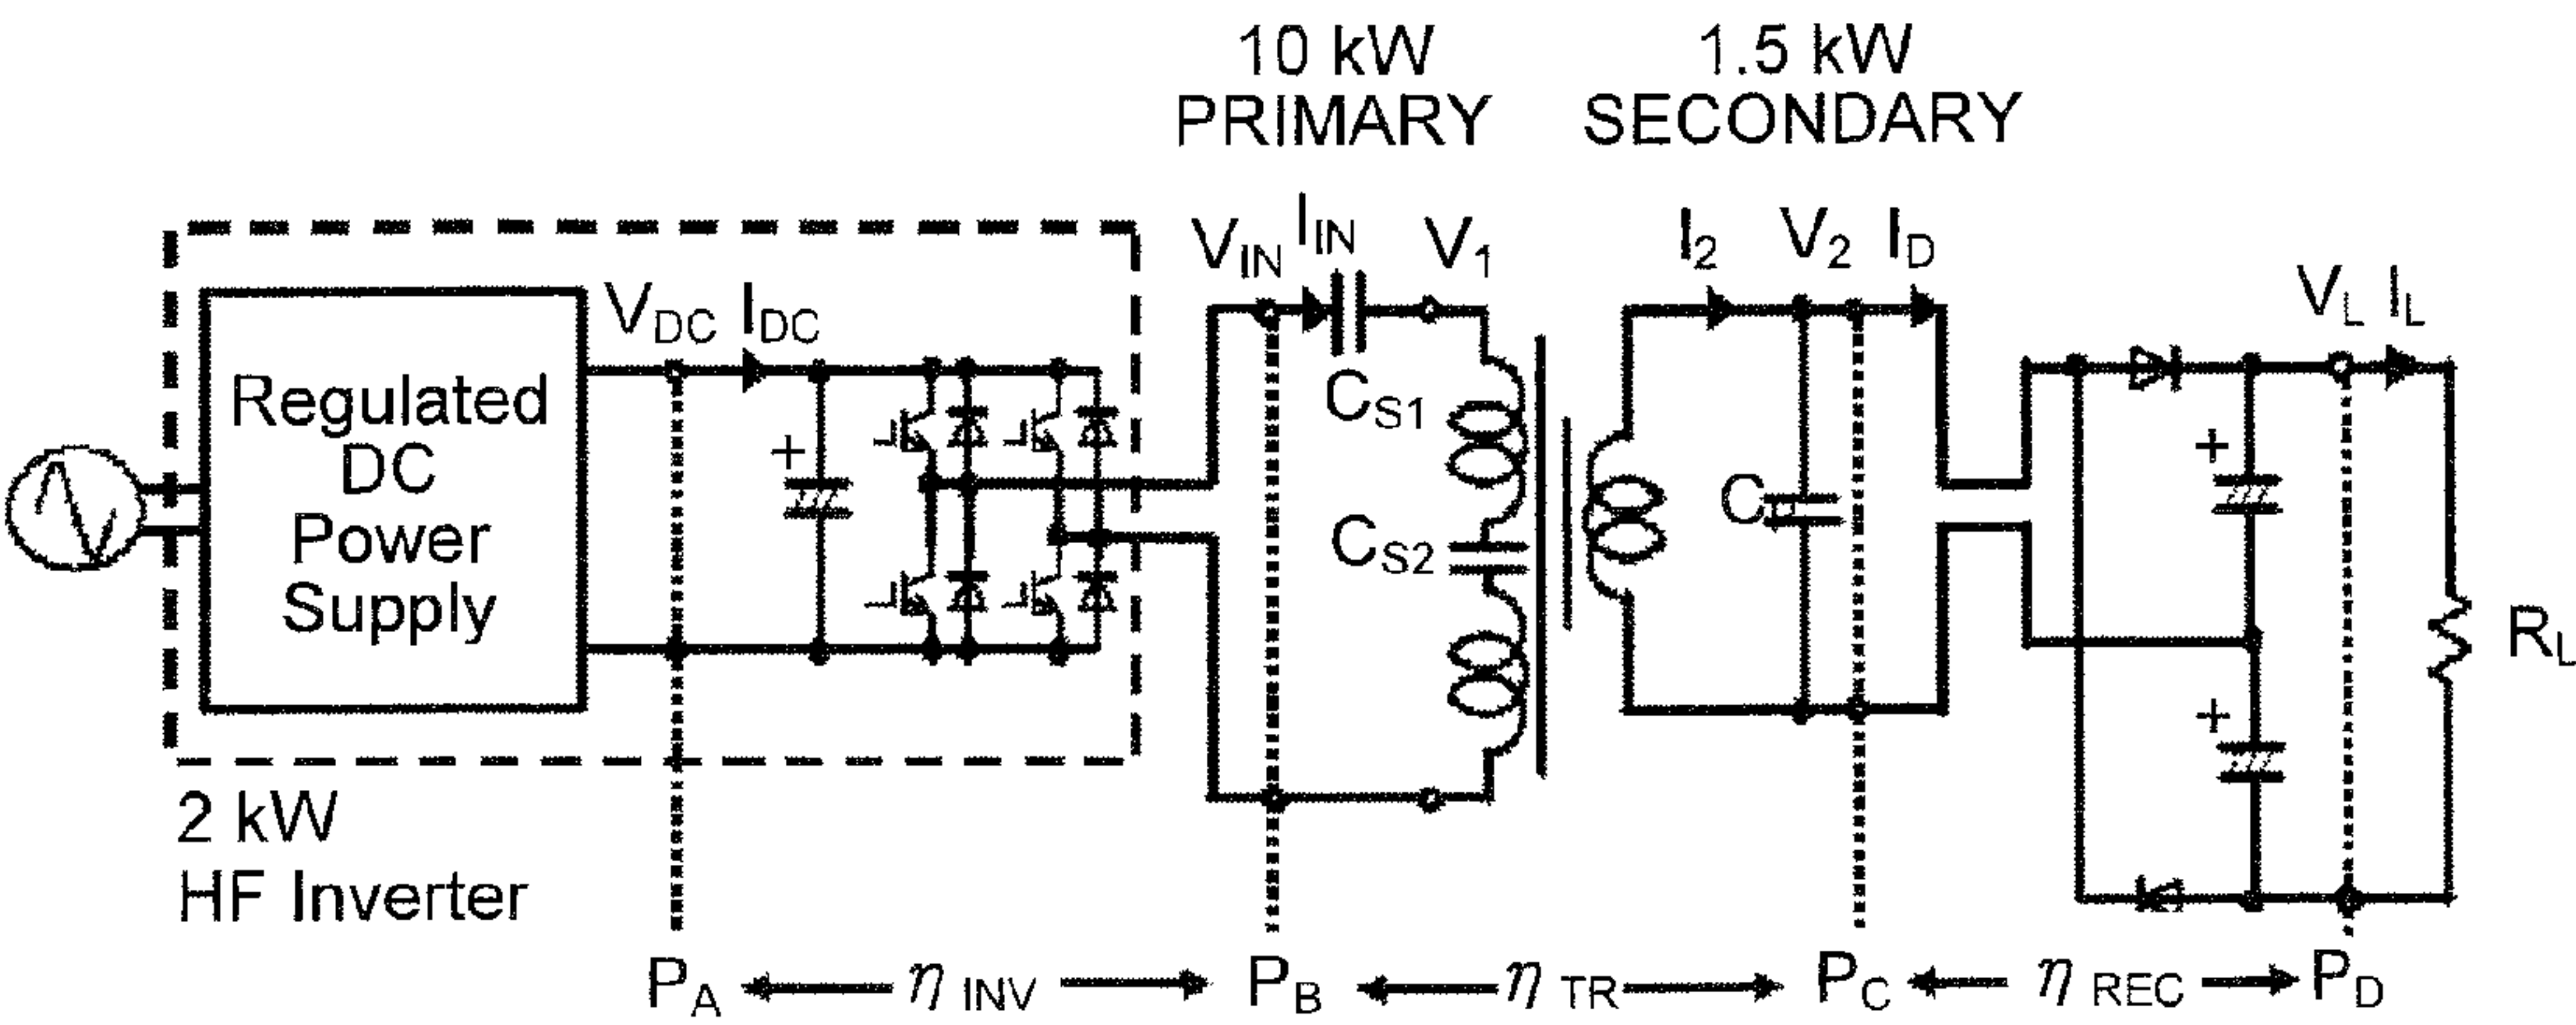 10 kW
PRIMARY
1.5 kW
SECONDARY
Regulated
DC
Power
Supply
V_DC I_DC
+
V_IN I_IN V_1
C_S1
C_S2
I_2 V_2 I_D
C_P
V_L I_L
+
+
R_L
2 kW
HF Inverter
P_A η INV P_B η TR P_C η REC P_D